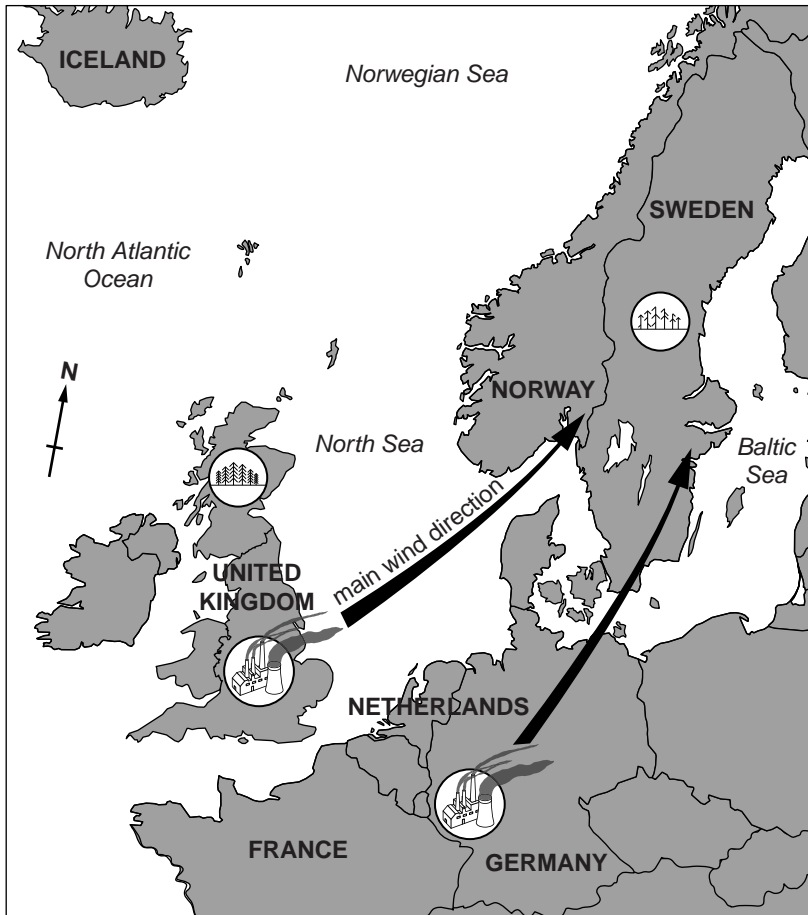 ICELAND
Norwegian Sea
SWEDEN
North Atlantic
Ocean
N
NORWAY
North Sea
Baltic
Sea
main wind direction
UNITED
KINGDOM
NETHERLANDS
FRANCE
GERMANY